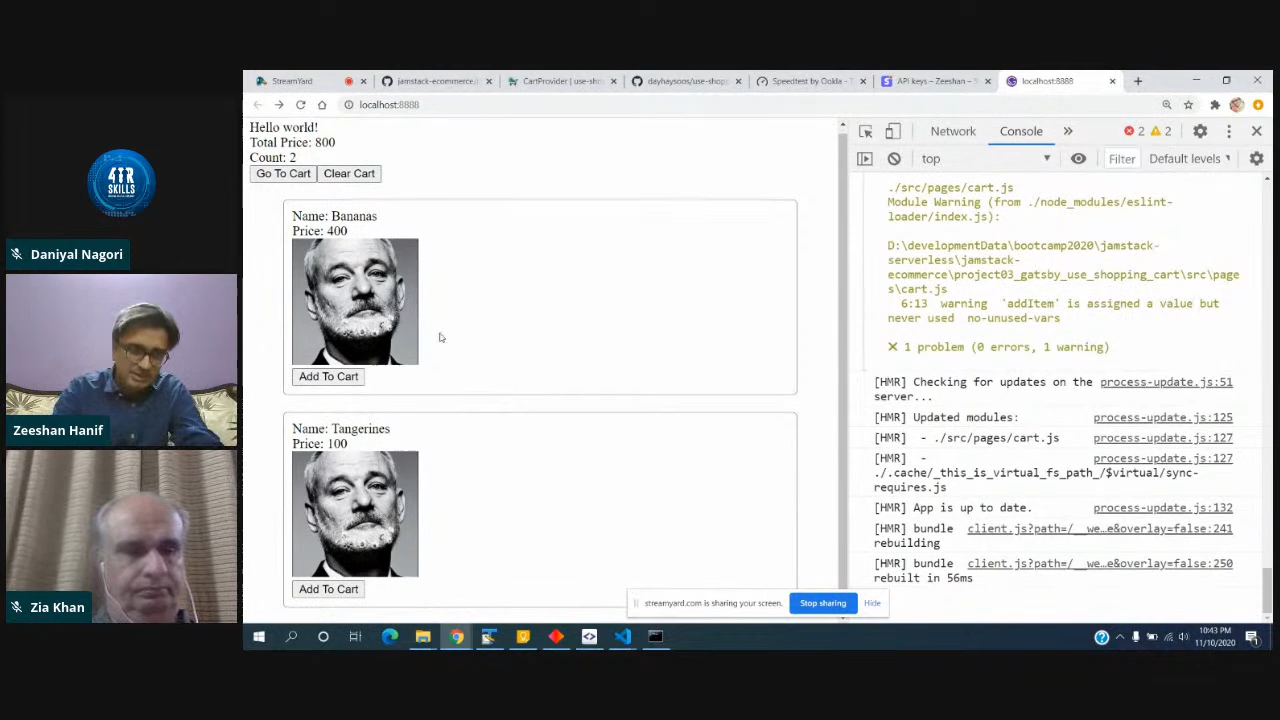 StreamYard
jamstack-ecommerce/
CartProvider | use-sho
dayhaysoos/use-shop
Speedtest by Ookla - T
API keys – Zeeshan – S
localhost:8888
localhost:8888
Hello world!
Total Price: 800
Count: 2
Go To Cart
Clear Cart
Name: Bananas
Price: 400
Add To Cart
Name: Tangerines
Price: 100
Add To Cart
Network
Console
2
2
top
Filter
Default levels
./src/pages/cart.js
Module Warning (from ./node_modules/eslint-
loader/index.js):
D:\developmentData\bootcamp2020\jamstack-
serverless\jamstack-
ecommerce\project03_gatsby_use_shopping_cart\src\page
s\cart.js
6:13 warning 'addItem' is assigned a value but
never used no-unused-vars
✕ 1 problem (0 errors, 1 warning)
[HMR] Checking for updates on the process-update.js:51
server...
[HMR] Updated modules: process-update.js:125
[HMR] - ./src/pages/cart.js process-update.js:127
[HMR] - process-update.js:127
./.cache/_this_is_virtual_fs_path_/$virtual/sync-
requires.js
[HMR] App is up to date. process-update.js:132
[HMR] bundle client.js?path=/__we…e&overlay=false:241
rebuilding
[HMR] bundle client.js?path=/__we…e&overlay=false:250
rebuilt in 56ms
streamyard.com is sharing your screen.
Stop sharing
Hide
10:43 PM
11/10/2020
4IR
SKILLS
Daniyal Nagori
Zeeshan Hanif
Zia Khan